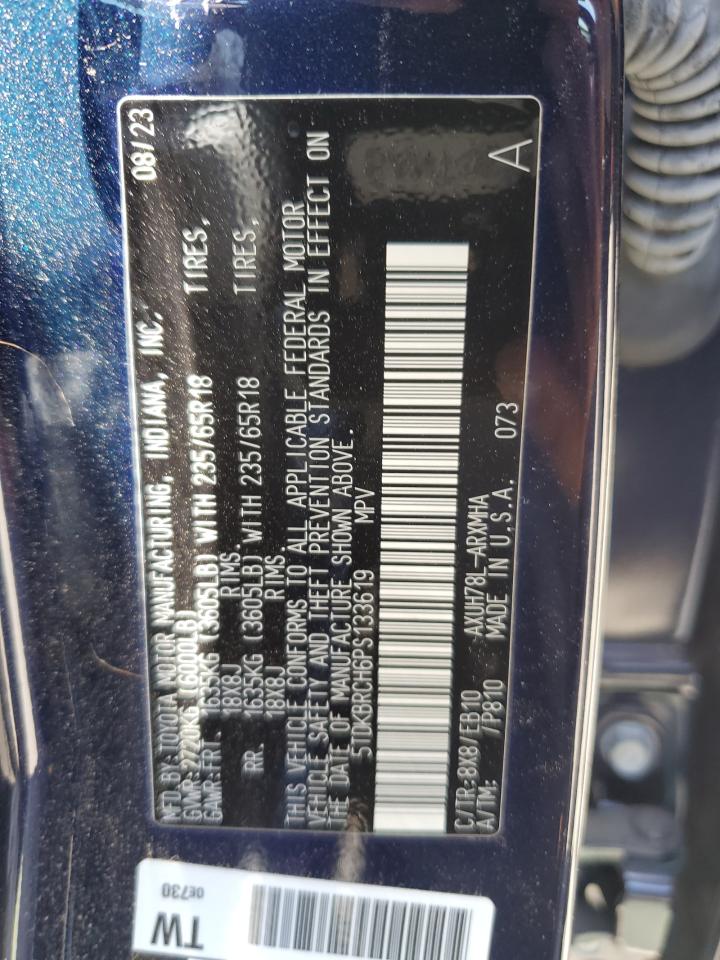 MFD.BY:TOYOTA MOTOR MANUFACTURING, INDIANA, INC. 08/23
GVWR:2720KG (6000LB)
GAWR:FRT. 1635KG (3605LB) WITH 235/65R18 TIRES,
18X8J RIMS
RR. 1635KG (3605LB) WITH 235/65R18 TIRES,
18X8J RIMS
THIS VEHICLE CONFORMS TO ALL APPLICABLE FEDERAL MOTOR
VEHICLE SAFETY AND THEFT PREVENTION STANDARDS IN EFFECT ON
THE DATE OF MANUFACTURE SHOWN ABOVE.
5TDKBRCH6PS133619 MPV
C/TR:8X8/EB10 AXUH78L-ARXMHA
A/TM: /P810 MADE IN U.S.A. 073 A
TW 0E730